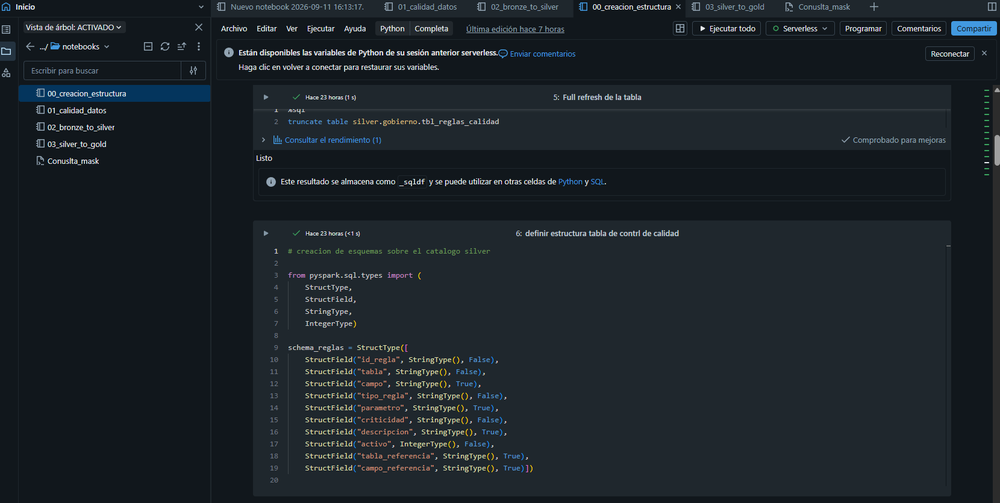 Inicio
Nuevo notebook 2026-09-11 16:13:17.
01_calidad_datos
02_bronze_to_silver
00_creacion_estructura
03_silver_to_gold
Conuslta_mask
Vista de árbol: ACTIVADO
Archivo
Editar
Ver
Ejecutar
Ayuda
Python
Completa
Última edición hace 7 horas
Ejecutar todo
Serverless
Programar
Comentarios
Compartir
.../ notebooks
Escribir para buscar
00_creacion_estructura
01_calidad_datos
02_bronze_to_silver
03_silver_to_gold
Conuslta_mask
Están disponibles las variables de Python de su sesión anterior serverless. Enviar comentarios
Haga clic en volver a conectar para restaurar sus variables.
Reconectar
Hace 23 horas (1 s)
5: Full refresh de la tabla
1 %sql
2 truncate table silver.gobierno.tbl_reglas_calidad
Consultar el rendimiento (1)
Comprobado para mejoras
Listo
Este resultado se almacena como _sqldf y se puede utilizar en otras celdas de Python y SQL.
Hace 23 horas (<1 s)
6: definir estructura tabla de contrl de calidad
1 # creacion de esquemas sobre el catalogo silver
2
3 from pyspark.sql.types import (
4 StructType,
5 StructField,
6 StringType,
7 IntegerType)
8
9 schema_reglas = StructType([
10 StructField("id_regla", StringType(), False),
11 StructField("tabla", StringType(), False),
12 StructField("campo", StringType(), True),
13 StructField("tipo_regla", StringType(), False),
14 StructField("parametro", StringType(), True),
15 StructField("criticidad", StringType(), False),
16 StructField("descripcion", StringType(), True),
17 StructField("activo", IntegerType(), False),
18 StructField("tabla_referencia", StringType(), True),
19 StructField("campo_referencia", StringType(), True)])
20